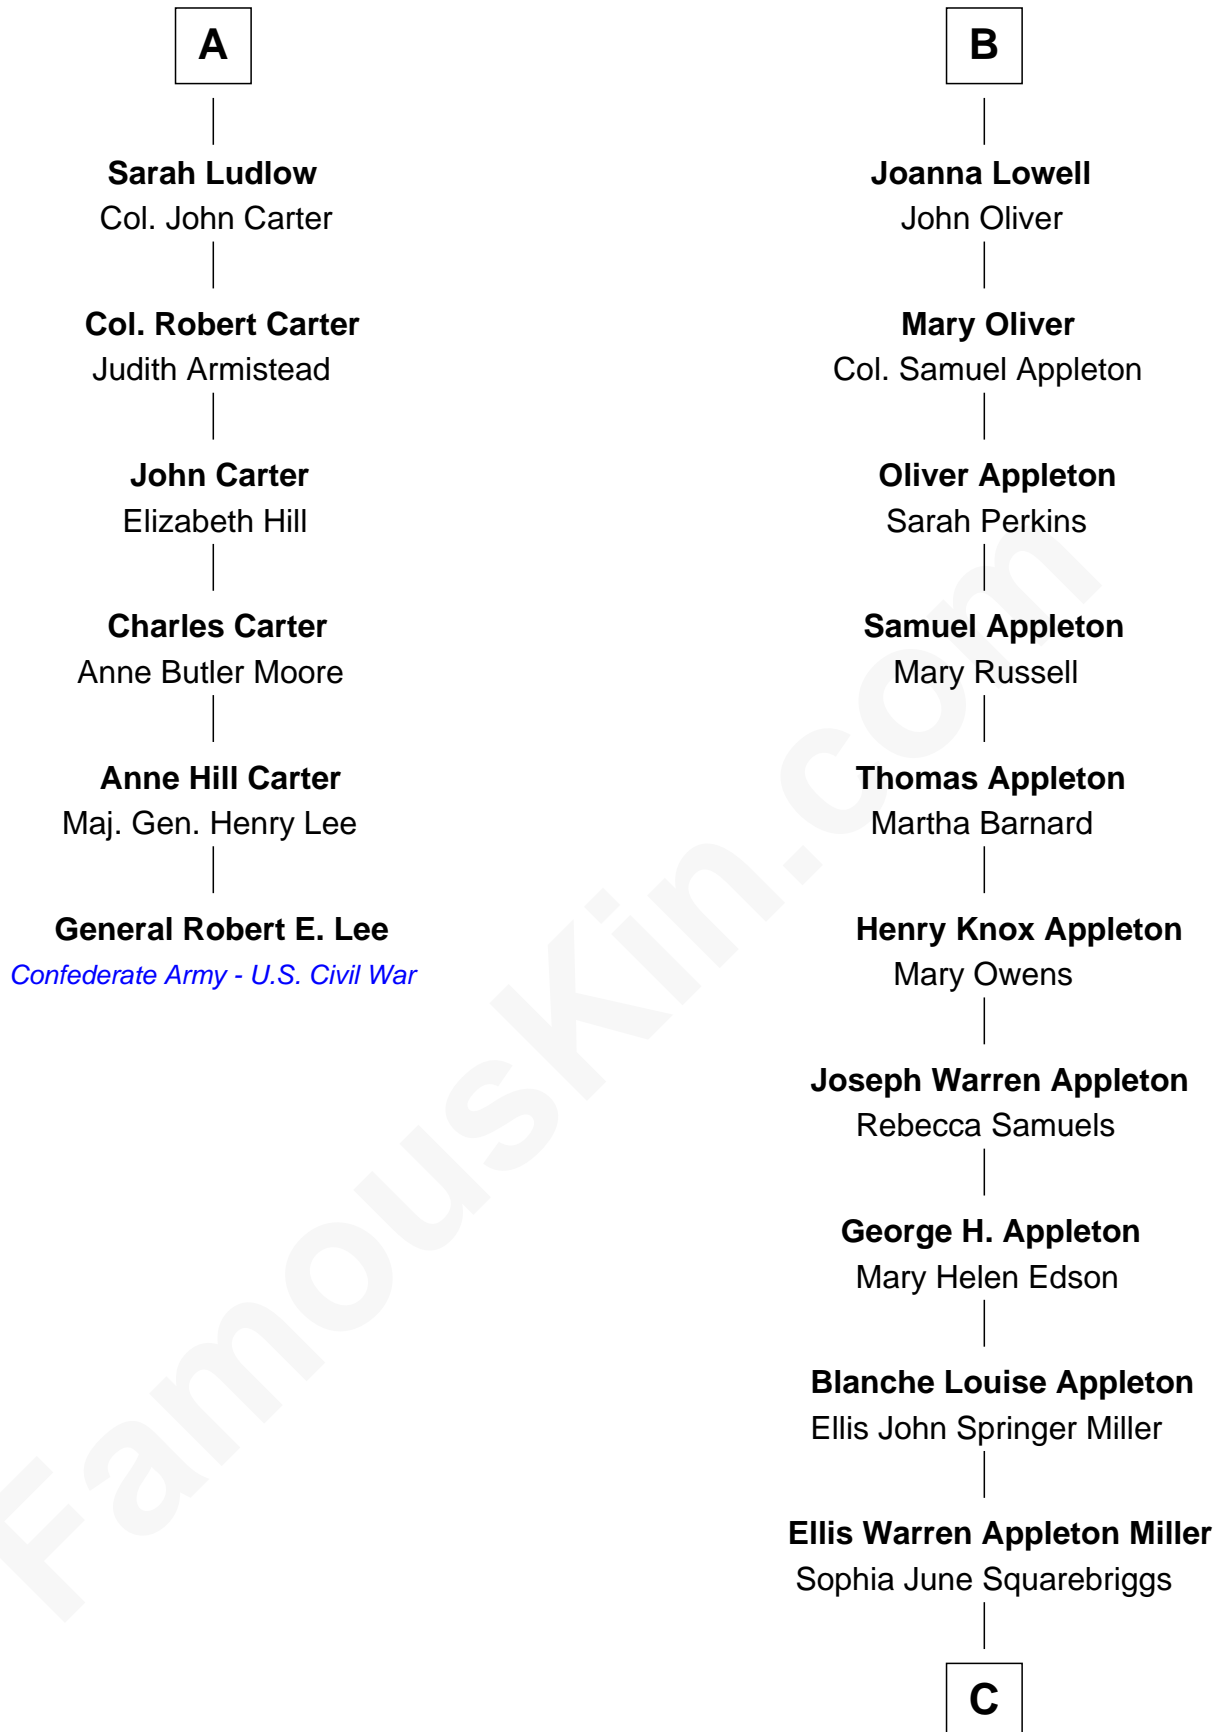 A
Sarah Ludlow
Col. John Carter
Col. Robert Carter
Judith Armistead
John Carter
Elizabeth Hill
Charles Carter
Anne Butler Moore
Anne Hill Carter
Maj. Gen. Henry Lee
General Robert E. Lee
Confederate Army - U.S. Civil War
B
Joanna Lowell
John Oliver
Mary Oliver
Col. Samuel Appleton
Oliver Appleton
Sarah Perkins
Samuel Appleton
Mary Russell
Thomas Appleton
Martha Barnard
Henry Knox Appleton
Mary Owens
Joseph Warren Appleton
Rebecca Samuels
George H. Appleton
Mary Helen Edson
Blanche Louise Appleton
Ellis John Springer Miller
Ellis Warren Appleton Miller
Sophia June Squarebriggs
C
FamousKin.com